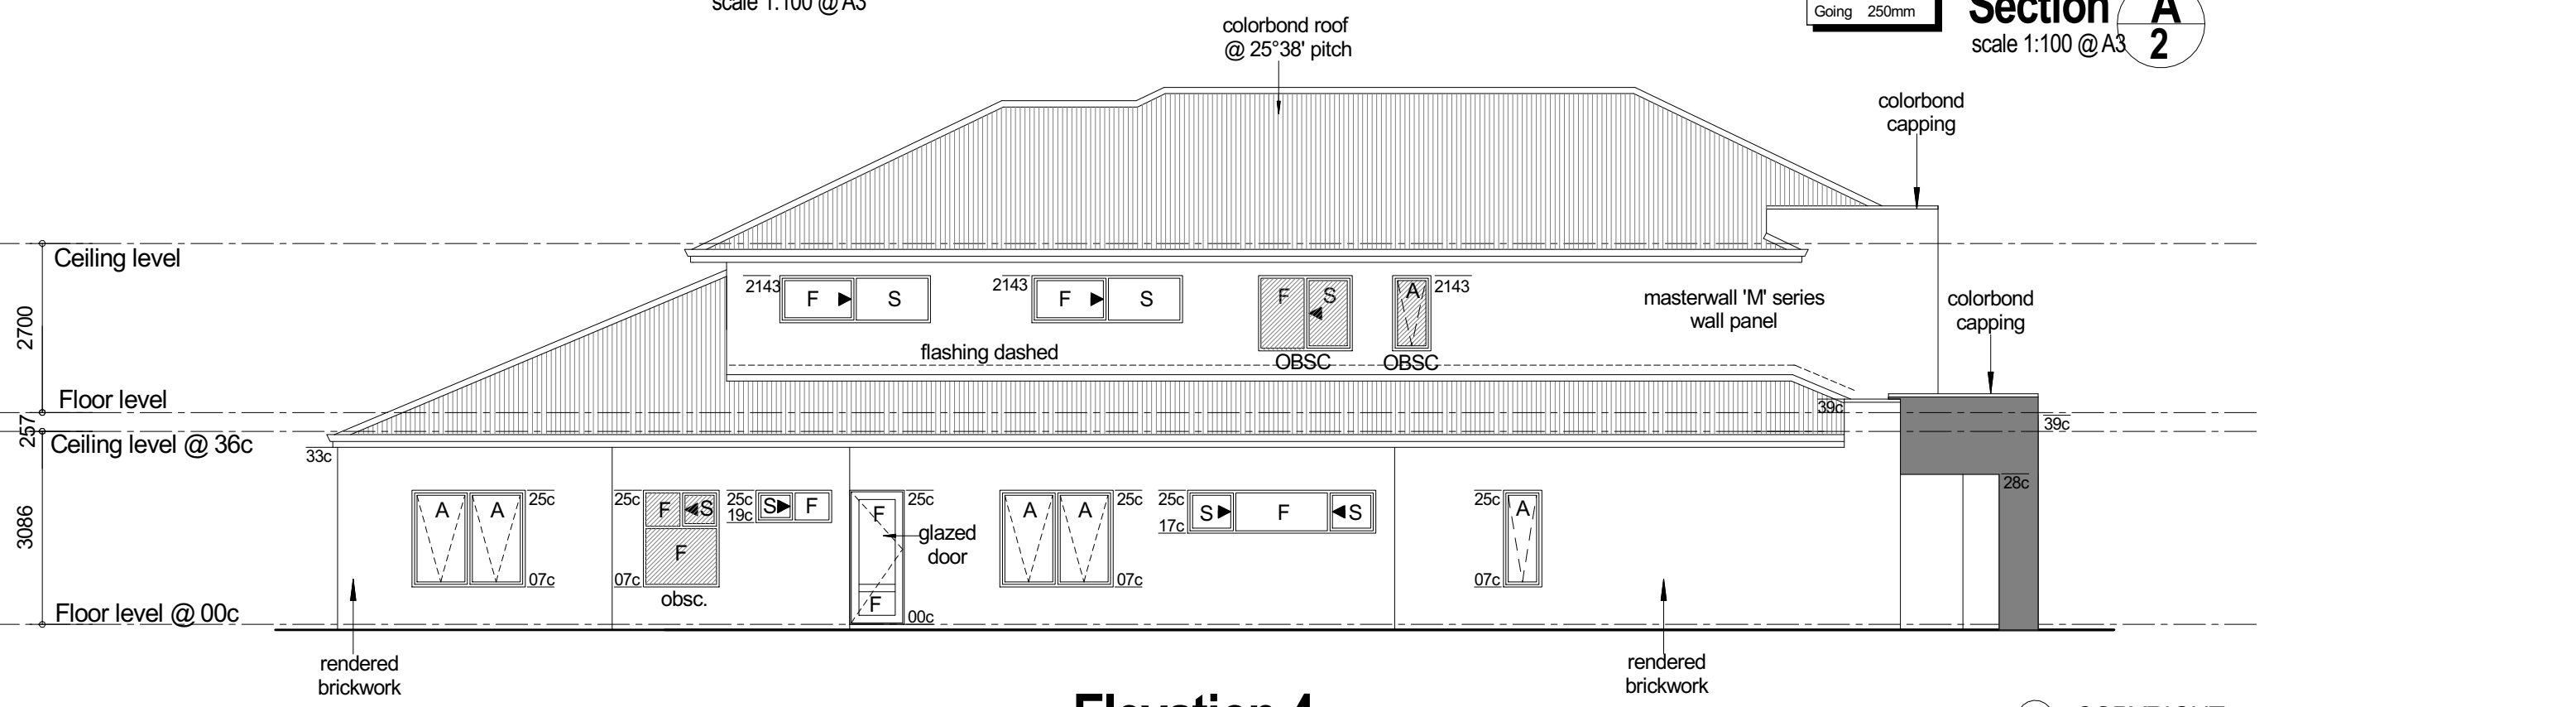 scale 1:100 @ A3
Going 250mm
Section A
2
scale 1:100 @ A3
colorbond roof
@ 25°38' pitch
colorbond
capping
Ceiling level
2700
Floor level
257
Ceiling level @ 36c
3086
Floor level @ 00c
2143
F S
2143
F S
F S
OBSC
A
OBSC
2143
masterwall 'M' series
wall panel
colorbond
capping
flashing dashed
39c
39c
28c
33c
A A
25c
07c
25c
F S
F
07c
obsc.
25c
19c
S F
F
F
25c
00c
glazed
door
A A
25c
07c
25c
17c
S F S
25c
A
07c
rendered
brickwork
rendered
brickwork
Elevation 4
COPYRIGHT